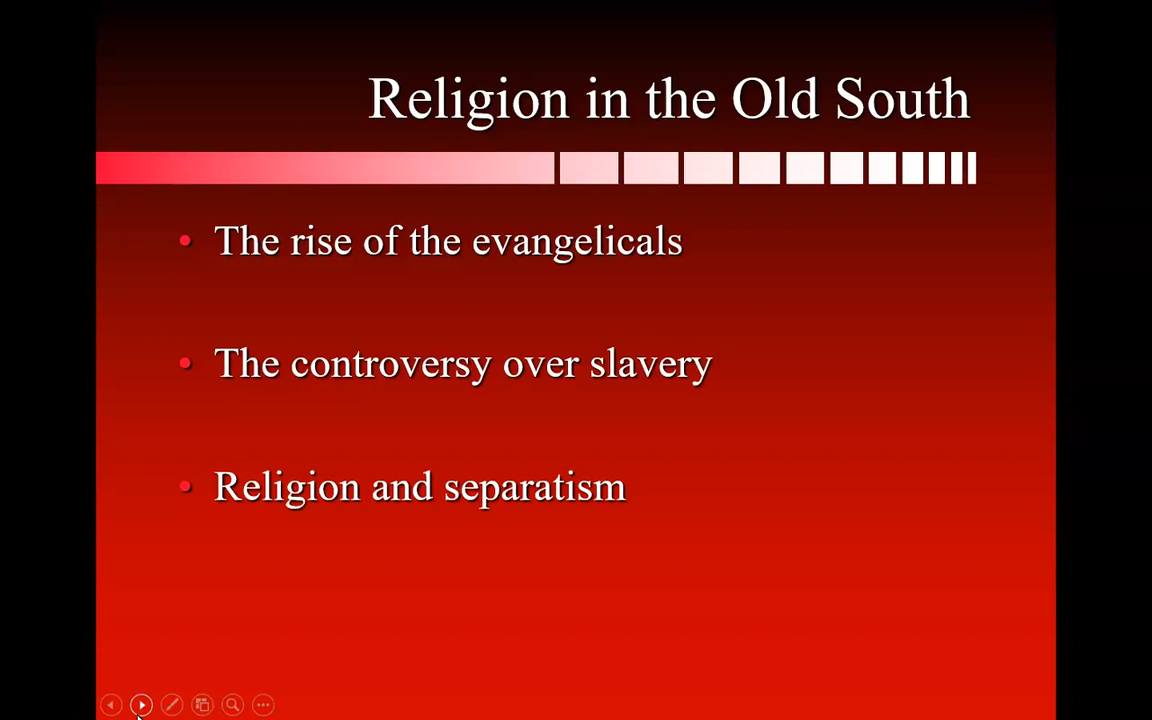 Religion in the Old South
• The rise of the evangelicals
• The controversy over slavery
• Religion and separatism